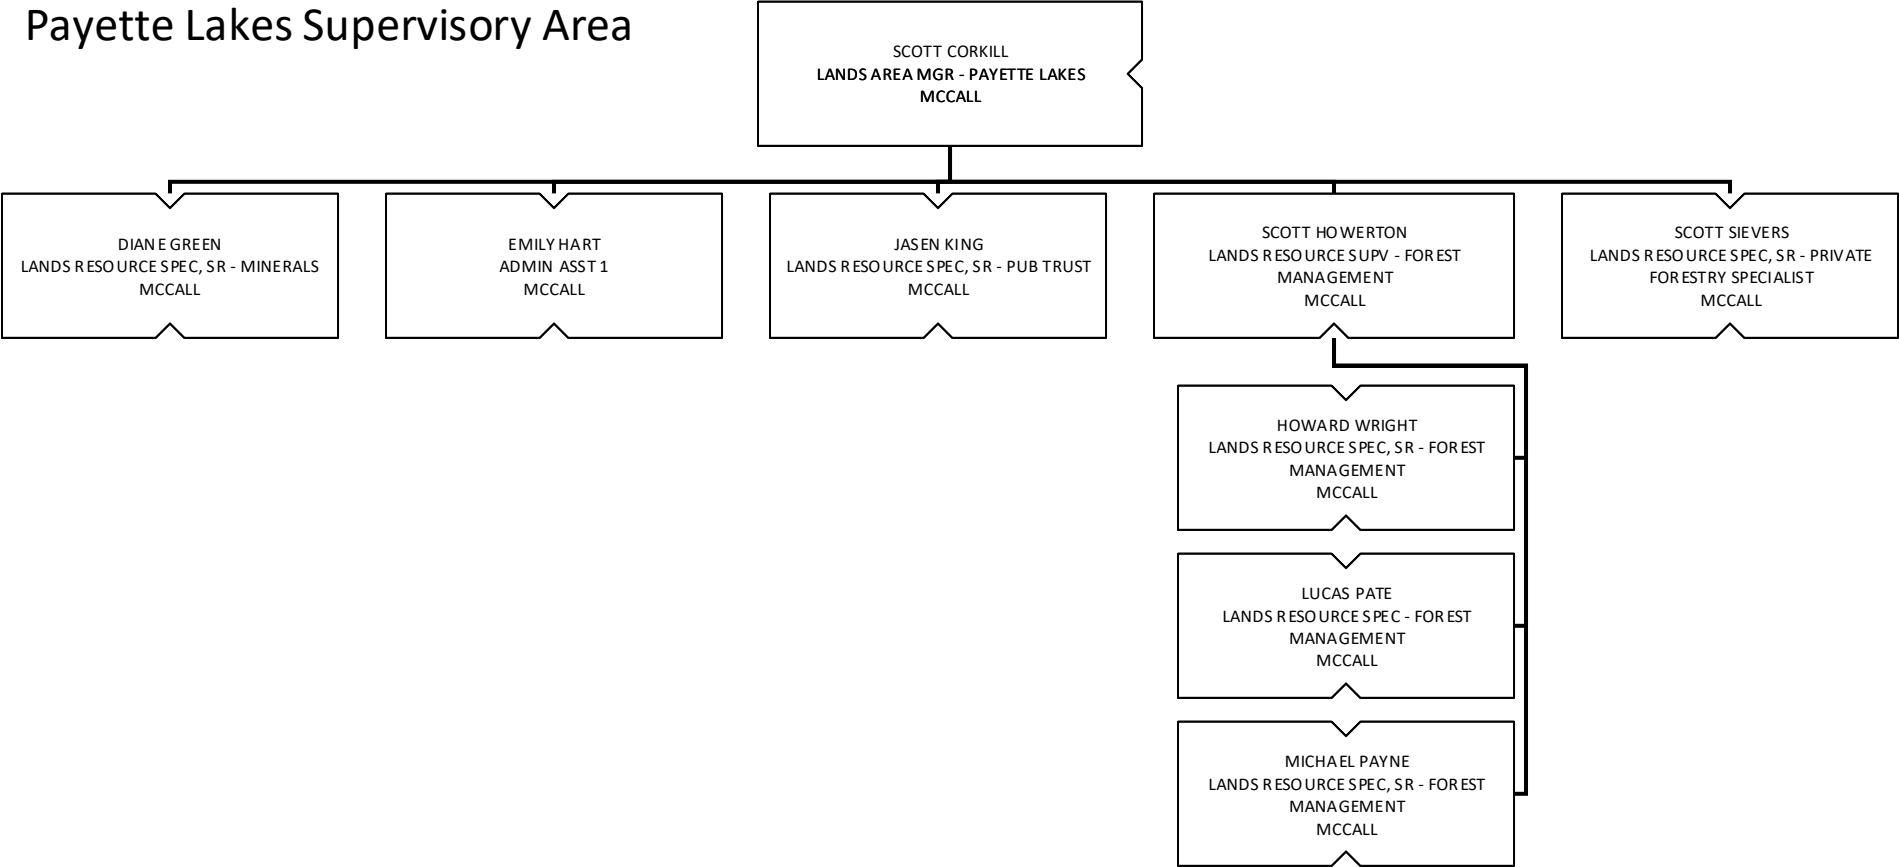 Payette Lakes Supervisory Area
SCOTT CORKILL
LANDS AREA MGR - PAYETTE LAKES
MCCALL
DIANE GREEN
LANDS RESOURCE SPEC, SR - MINERALS
MCCALL
EMILY HART
ADMIN ASST 1
MCCALL
JASEN KING
LANDS RESOURCE SPEC, SR - PUB TRUST
MCCALL
SCOTT HOWERTON
LANDS RESOURCE SUPV - FOREST
MANAGEMENT
MCCALL
SCOTT SIEVERS
LANDS RESOURCE SPEC, SR - PRIVATE
FORESTRY SPECIALIST
MCCALL
HOWARD WRIGHT
LANDS RESOURCE SPEC, SR - FOREST
MANAGEMENT
MCCALL
LUCAS PATE
LANDS RESOURCE SPEC - FOREST
MANAGEMENT
MCCALL
MICHAEL PAYNE
LANDS RESOURCE SPEC, SR - FOREST
MANAGEMENT
MCCALL